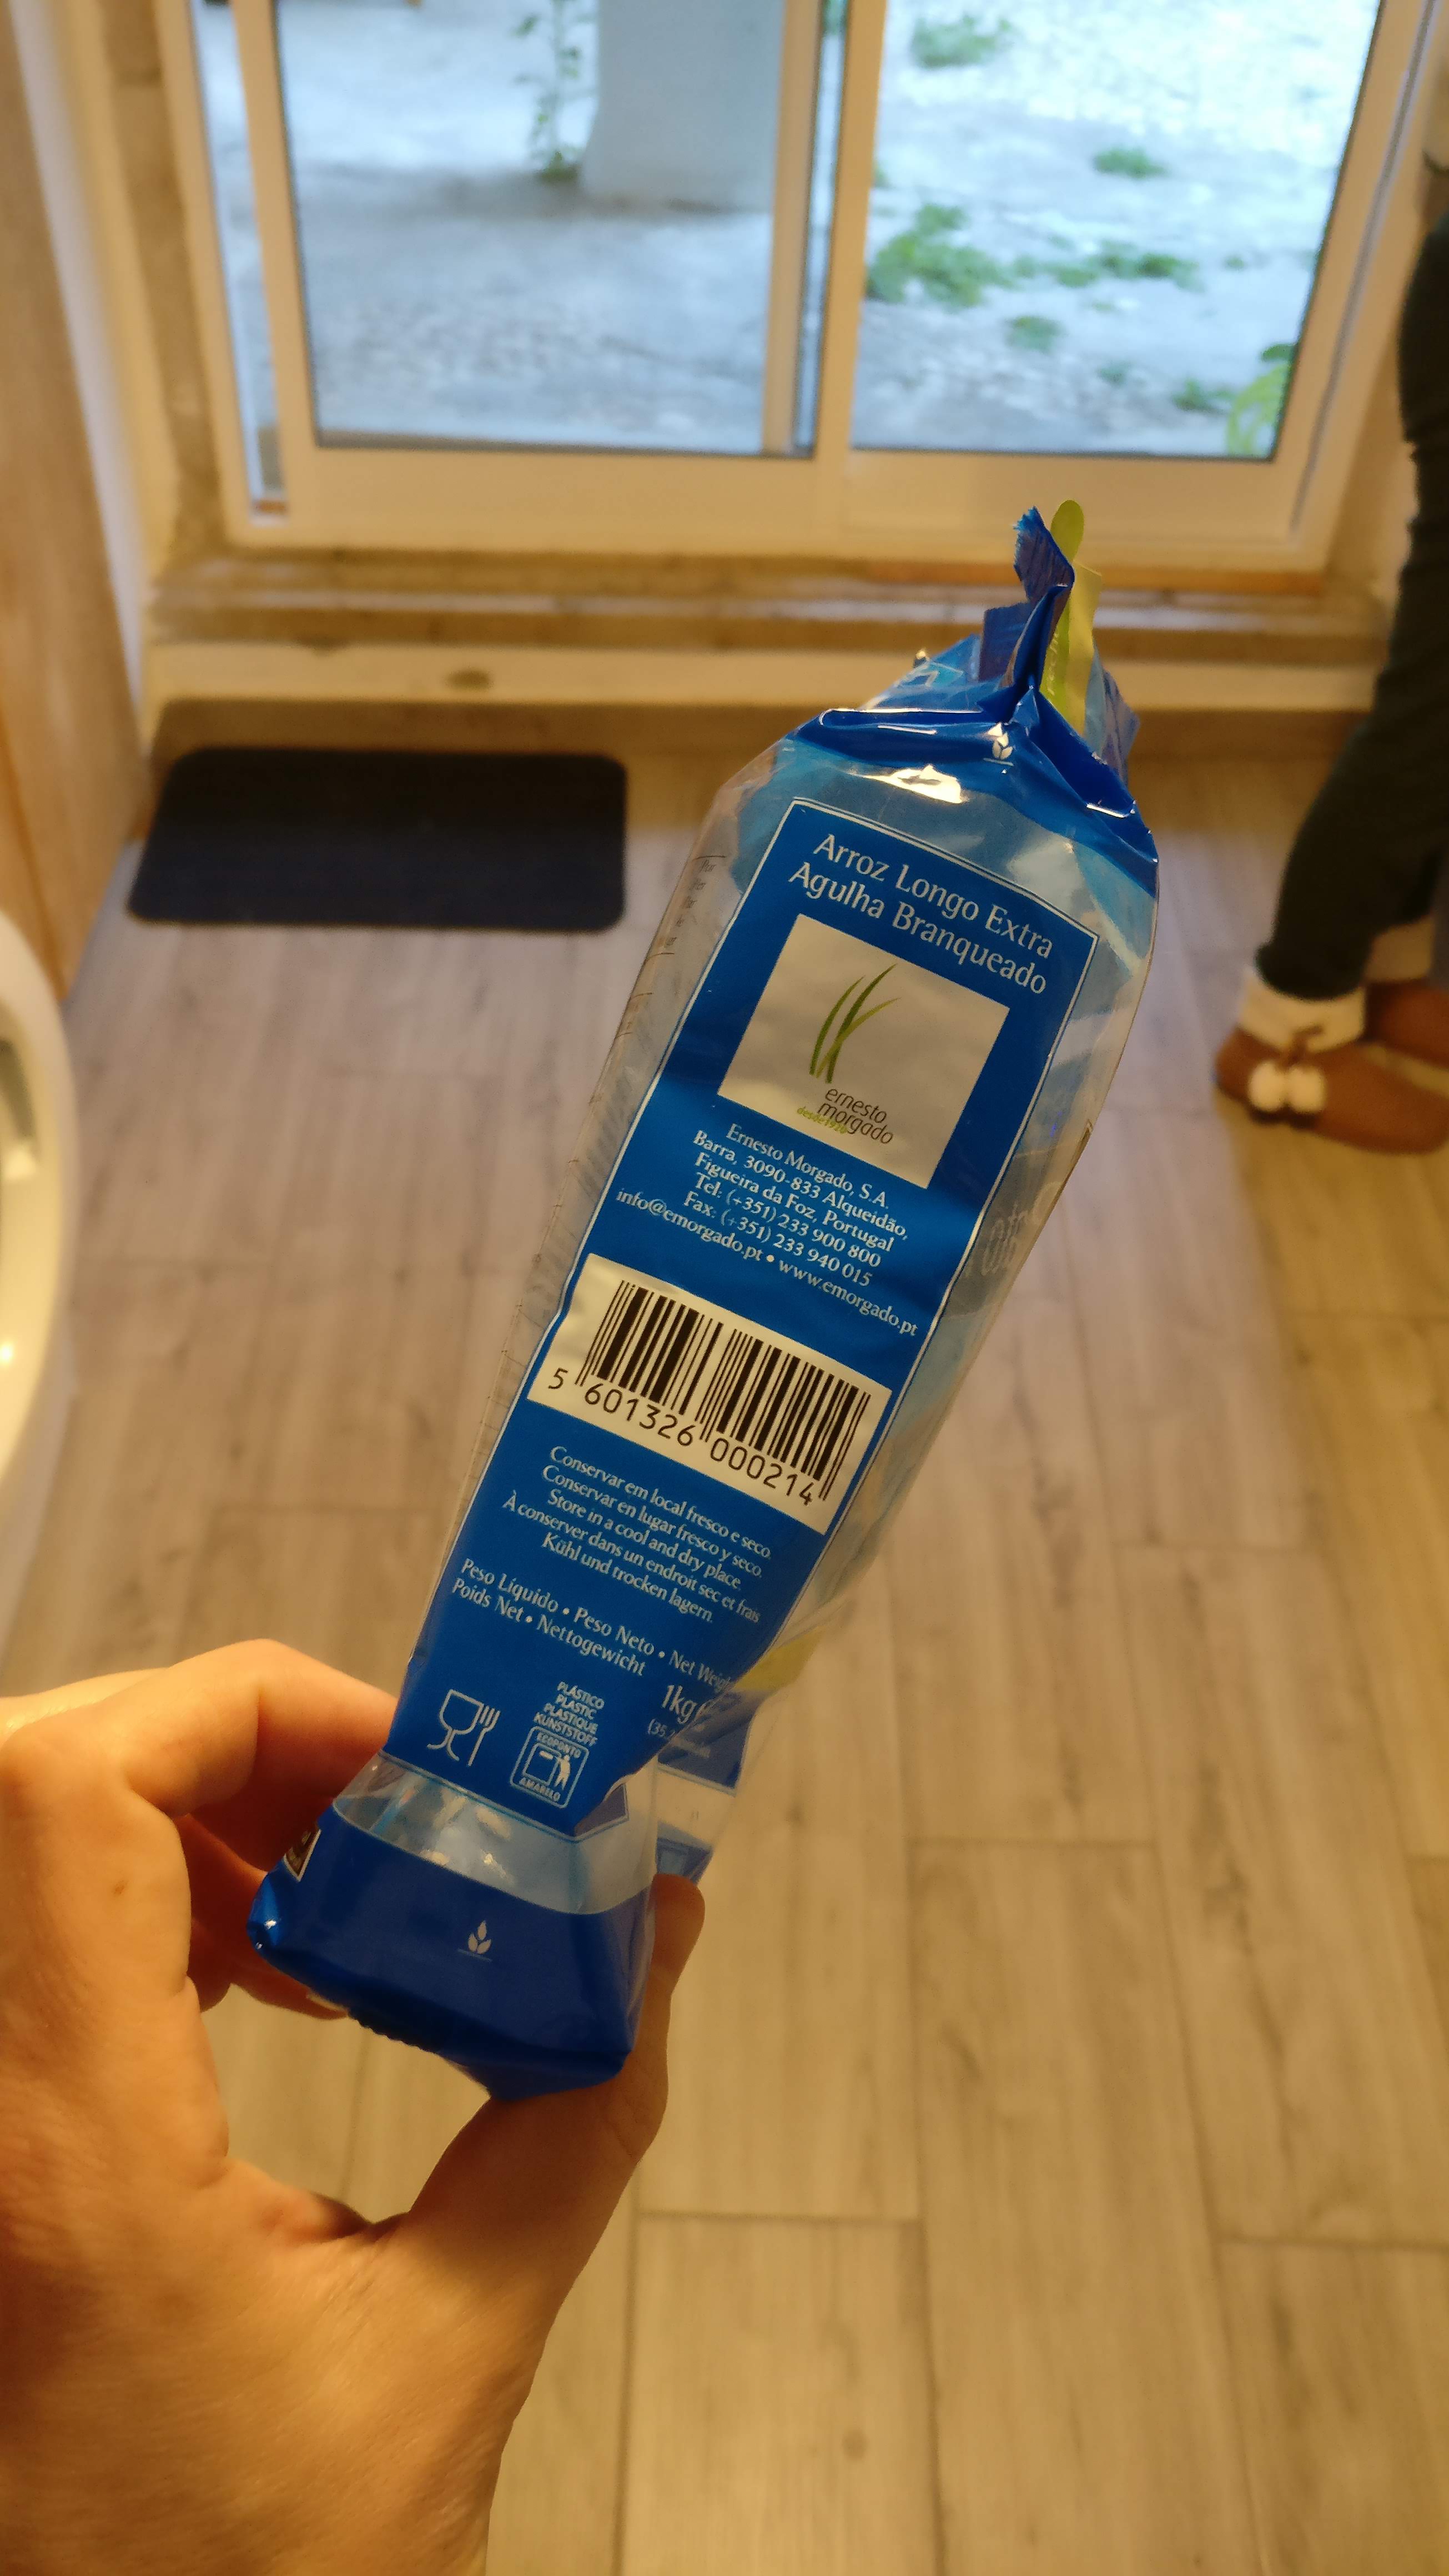 Arroz Longo Extra
Agulha Branqueado
ernesto
morgado
desde1920
Ernesto Morgado, S.A.
Barra, 3090-833 Alqueidão,
Figueira da Foz, Portugal
Tel: (+351) 233 900 800
Fax: (+351) 233 940 015
info@emorgado.pt • www.emorgado.pt
5 601326 000214
Conservar em local fresco e seco.
Conservar en lugar fresco y seco.
Store in a cool and dry place.
À conserver dans un endroit sec et frais
Kühl und trocken lagern.
Peso Líquido • Peso Neto • Net
Poids Net • Nettogewicht
1kg
PLÁSTICO
PLASTIC
PLASTIQUE
KUNSTSTOFF
ECOPONTO
AMARELO